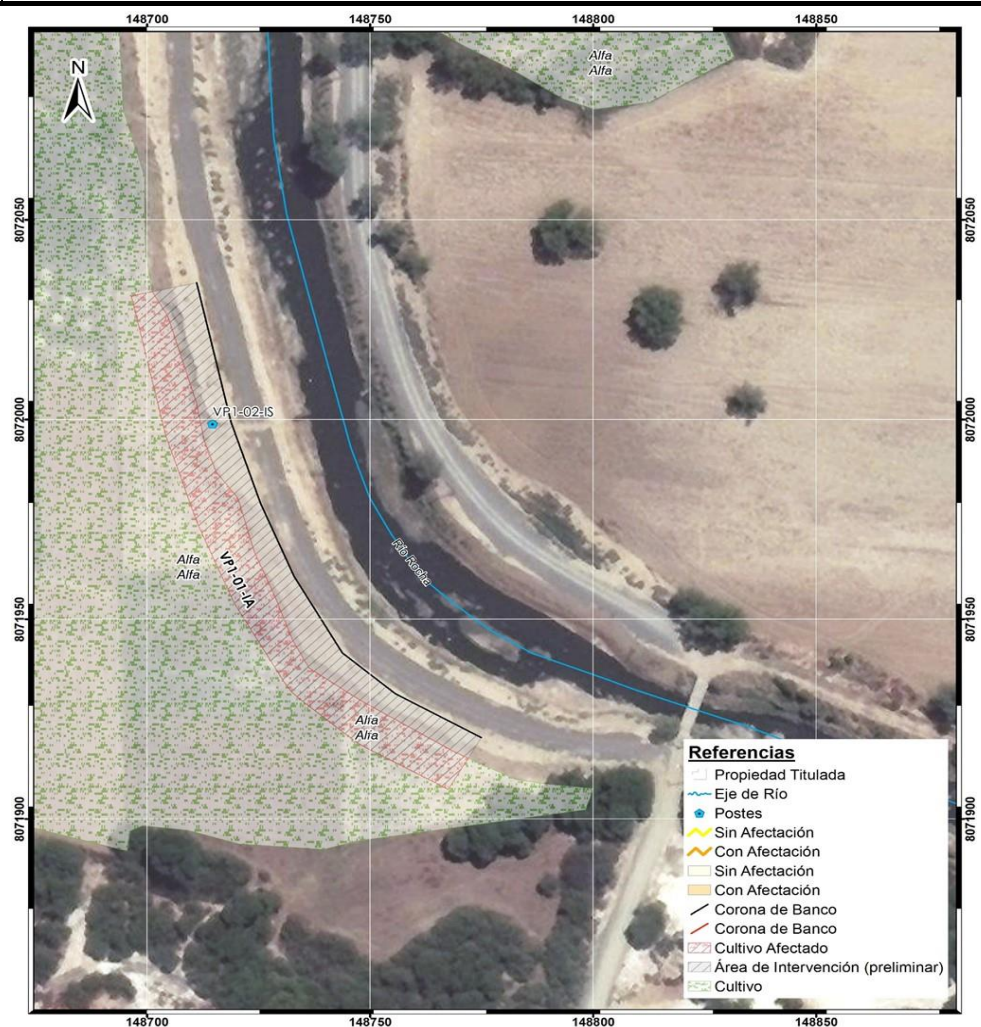 148700 148750 148800 148850
N
Alfa
Alfa
8072050 8072050
8072000 8072000
VP1-02-IS
Río Rocha
Alfa
Alfa
VP1-01-IA
8071950 8071950
Alfa
Alfa
8071900 8071900
Referencias
Propiedad Titulada
Eje de Río
Postes
Sin Afectación
Con Afectación
Sin Afectación
Con Afectación
Corona de Banco
Corona de Banco
Cultivo Afectado
Área de Intervención (preliminar)
Cultivo
148700 148750 148800 148850